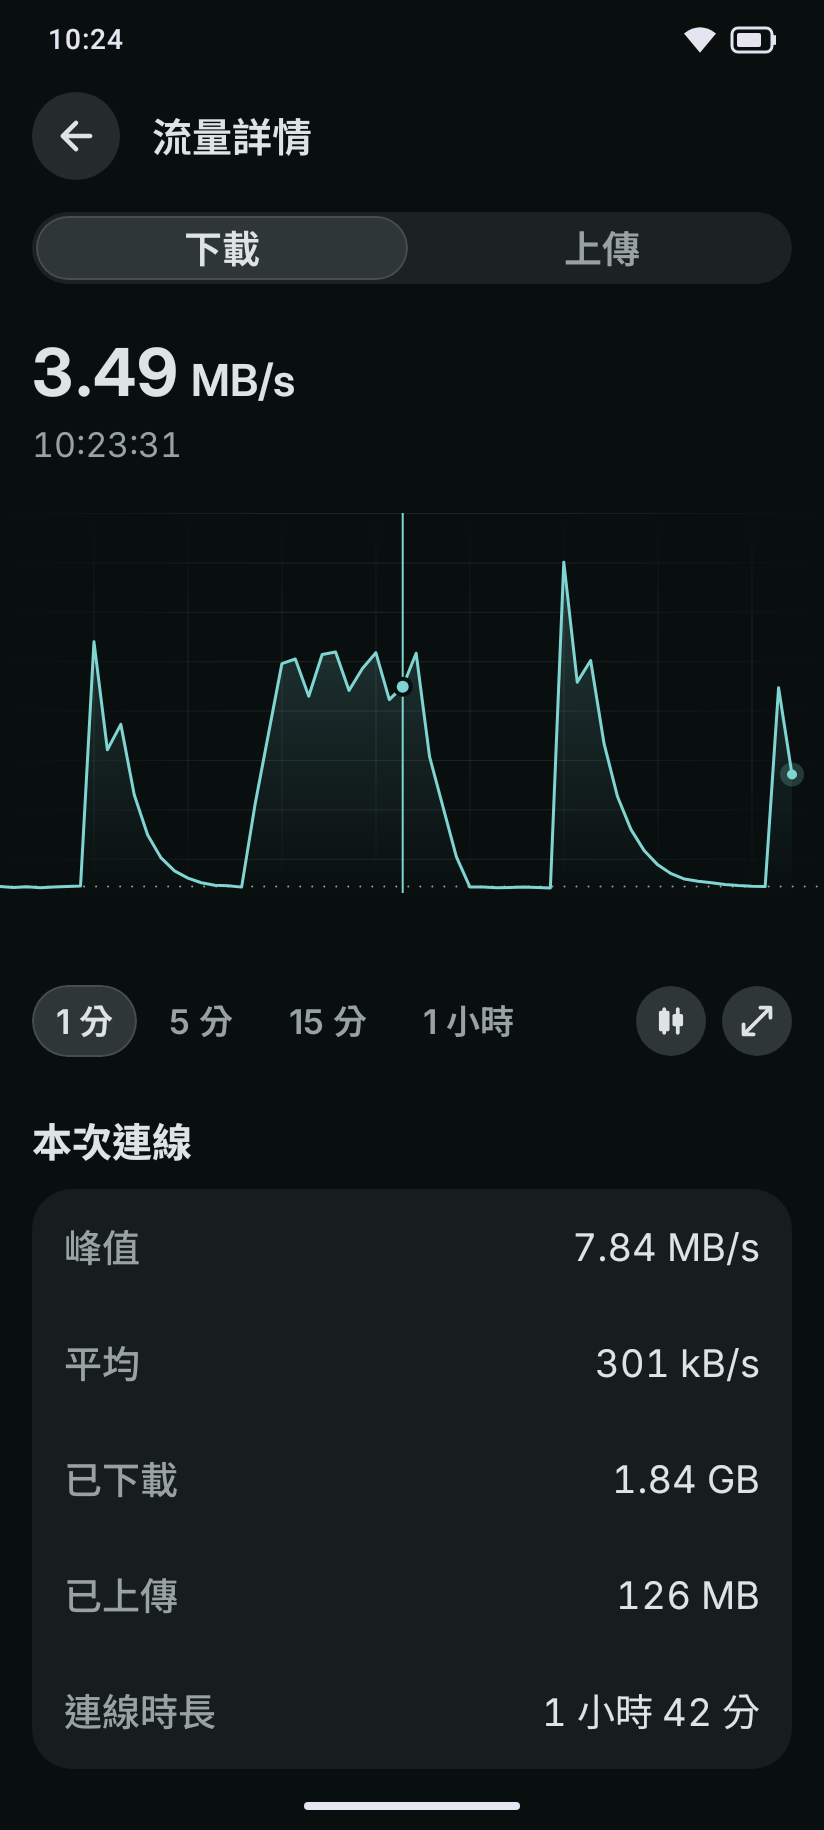 10:24
流量詳情
下載
上傳
3.49 MB/s
10:23:31
1 分
5 分
15 分
1 小時
本次連線
峰值
7.84 MB/s
平均
301 kB/s
已下載
1.84 GB
已上傳
126 MB
連線時長
1 小時 42 分